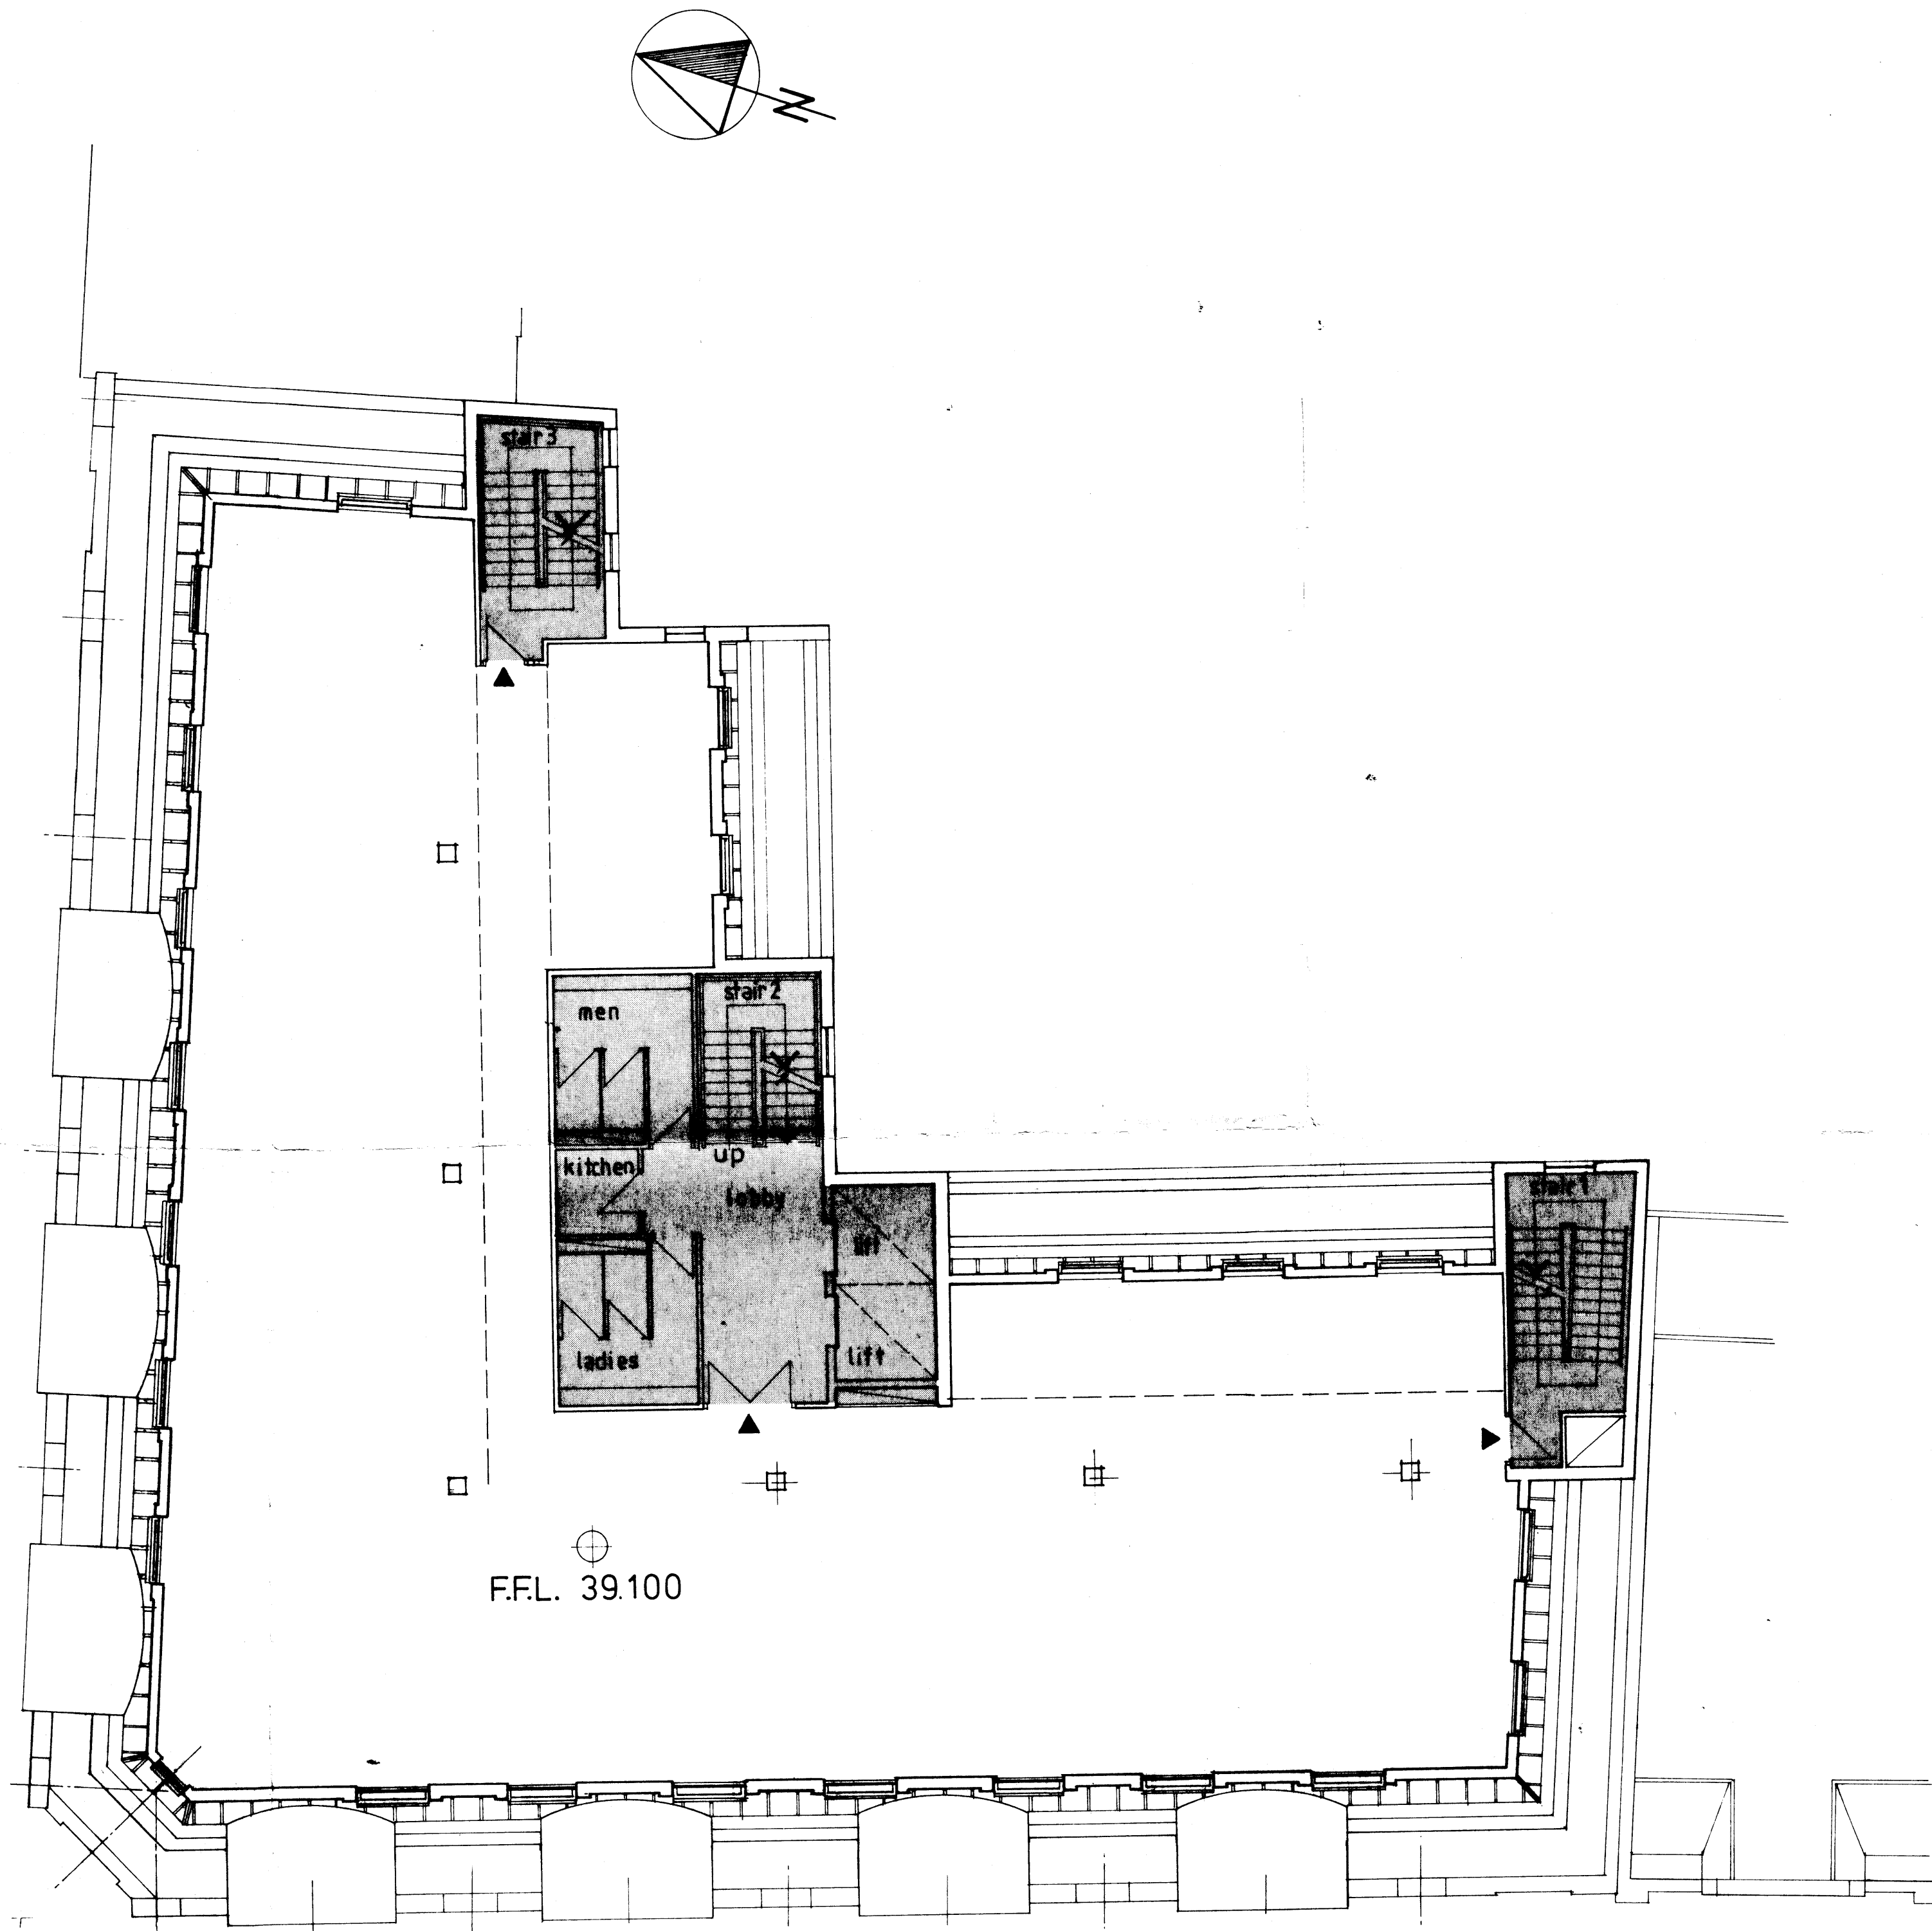 N
stair 3
men
stair 2
kitchen
up
lobby
stair 1
lift
lift
ladies
F.F.L. 39.100